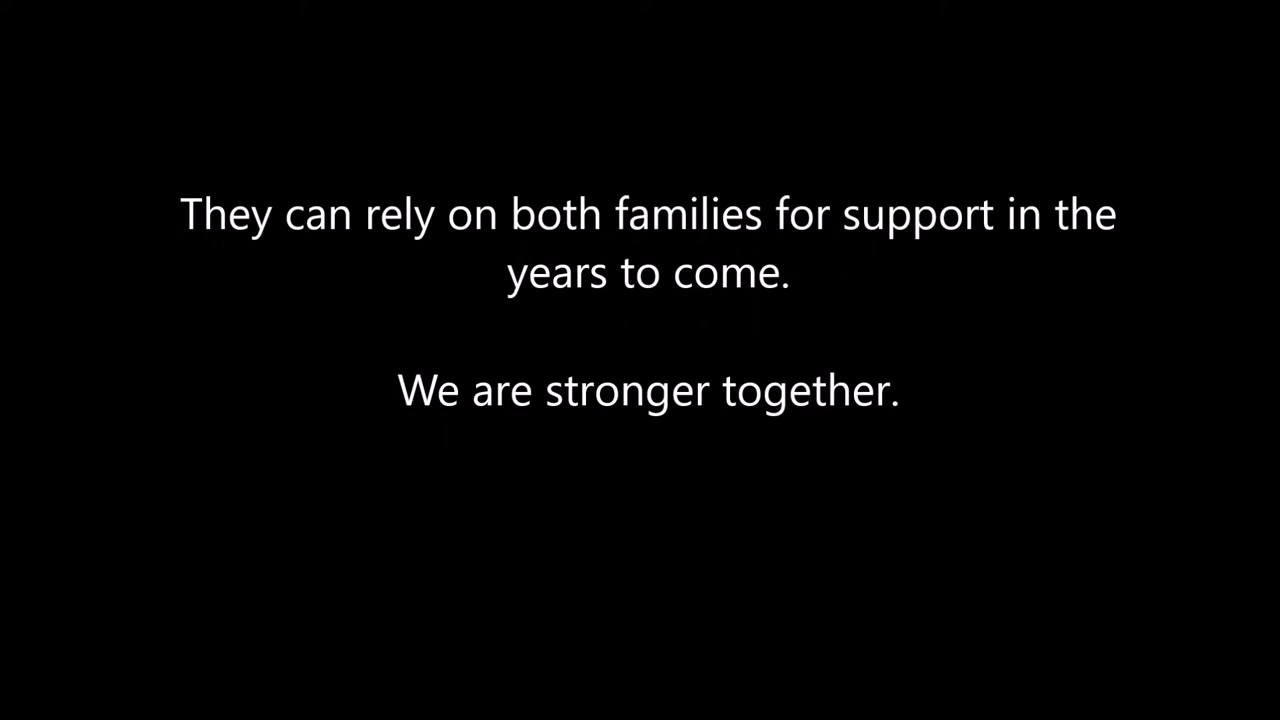 They can rely on both families for support in the
years to come.
We are stronger together.